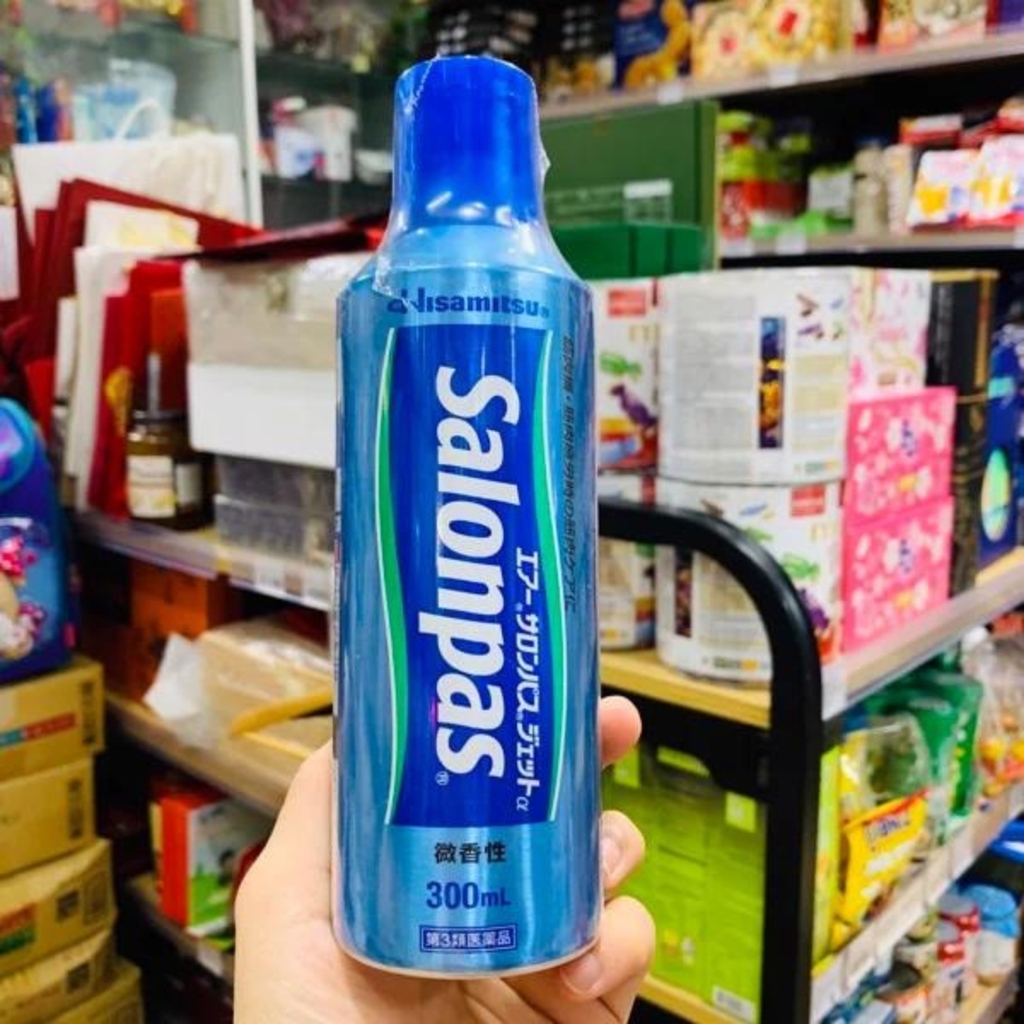 Hisamitsu®
Salonpas®
エアー®サロンパス®ジェットα
微香性
300mL
第3類医薬品